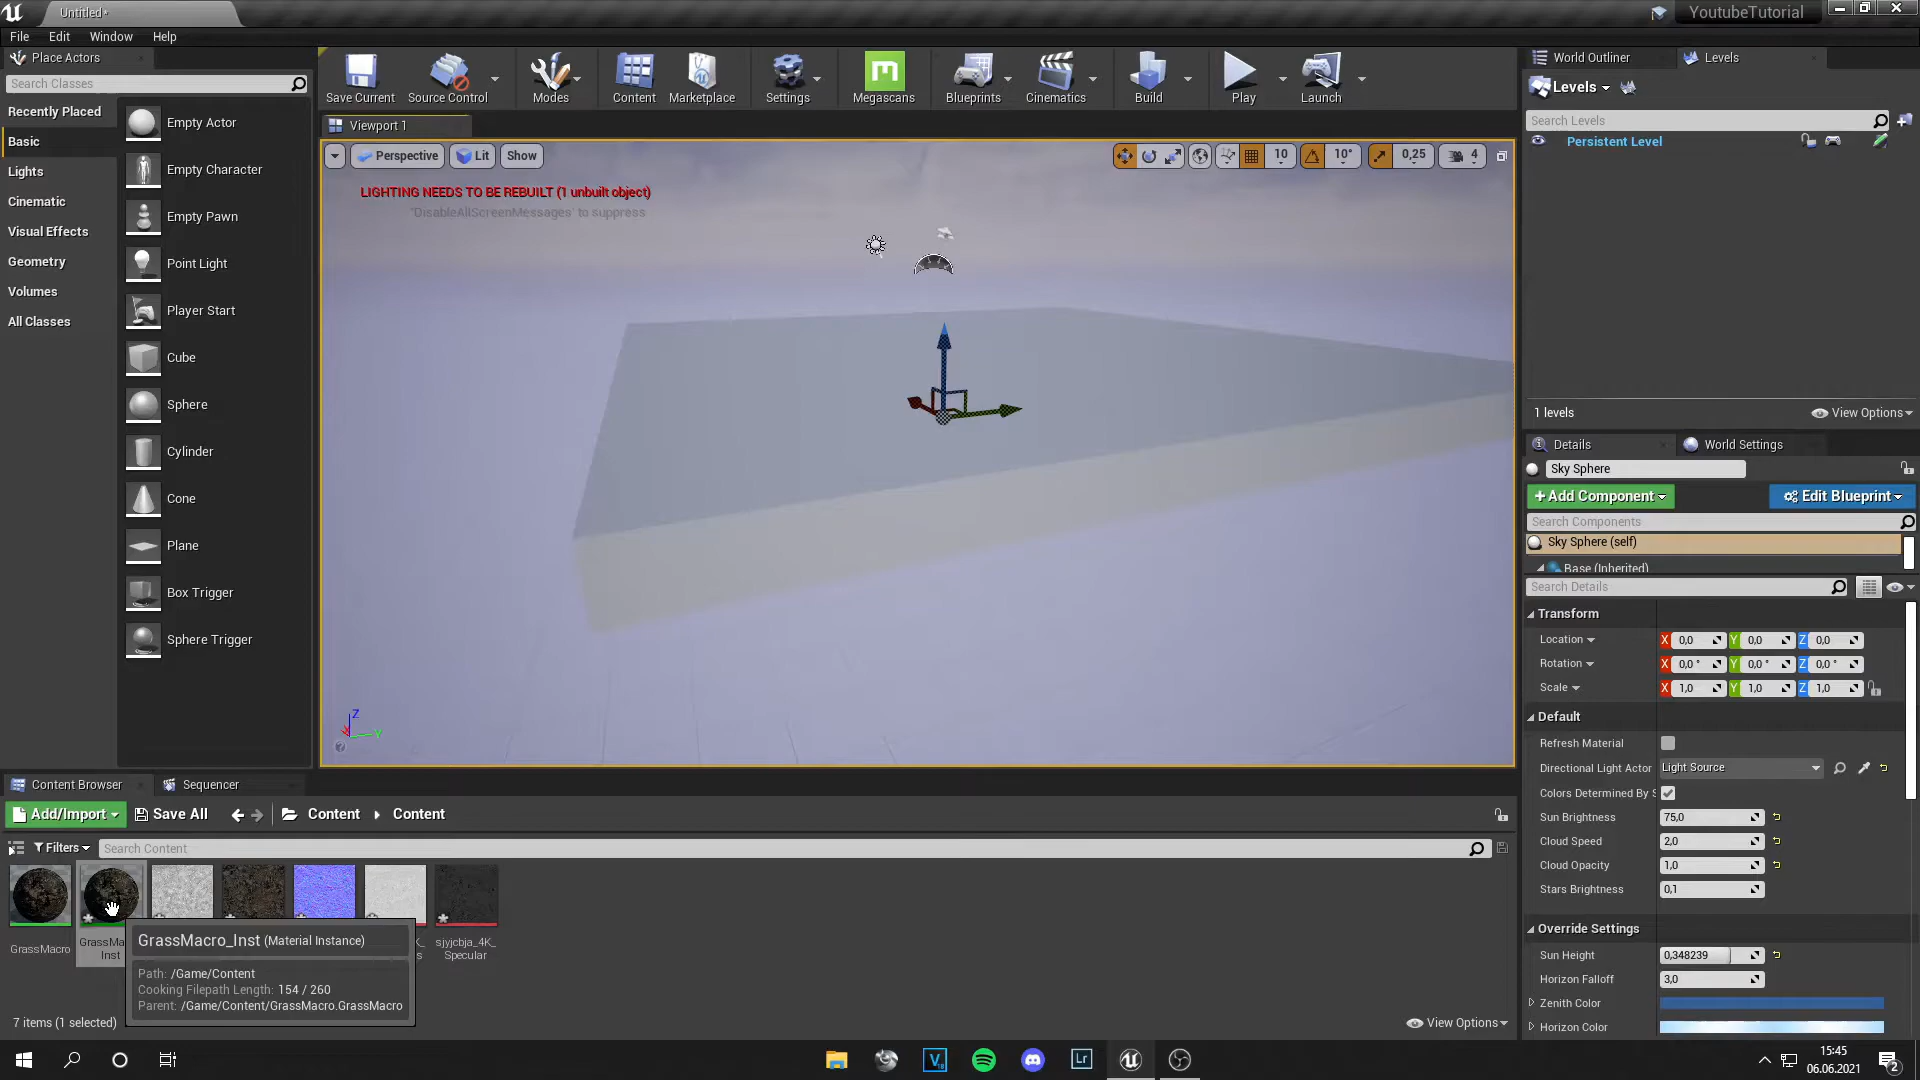 Untitled*
YoutubeTutorial
File Edit Window Help
Place Actors
Search Classes
Recently Placed
Basic
Lights
Cinematic
Visual Effects
Geometry
Volumes
All Classes
Empty Actor
Empty Character
Empty Pawn
Point Light
Player Start
Cube
Sphere
Cylinder
Cone
Plane
Box Trigger
Sphere Trigger
Save Current Source Control Modes Content Marketplace Settings Megascans Blueprints Cinematics Build Play Launch
Viewport 1
Perspective Lit Show
10 10° 0,25 4
LIGHTING NEEDS TO BE REBUILT (1 unbuilt object)
'DisableAllScreenMessages' to suppress
Z
X
Y
World Outliner Levels
Levels
Search Levels
Persistent Level
1 levels View Options
Details World Settings
Sky Sphere
+Add Component Edit Blueprint
Search Components
Sky Sphere (self)
Base (Inherited)
Search Details
Transform
Location X 0,0 Y 0,0 Z 0,0
Rotation X 0,0 ° Y 0,0 ° Z 0,0 °
Scale X 1,0 Y 1,0 Z 1,0
Default
Refresh Material
Directional Light Actor Light Source
Colors Determined By S
Sun Brightness 75,0
Cloud Speed 2,0
Cloud Opacity 1,0
Stars Brightness 0,1
Override Settings
Sun Height 0,348239
Horizon Falloff 3,0
Zenith Color
Horizon Color
Content Browser Sequencer
Add/Import Save All Content Content
Filters Search Content
GrassMacro
GrassMa
Inst
sjyjcbja_4K_
Specular
GrassMacro_Inst (Material Instance)
Path: /Game/Content
Cooking Filepath Length: 154 / 260
Parent: /Game/Content/GrassMacro.GrassMacro
7 items (1 selected) View Options
15:45
06.06.2021
2